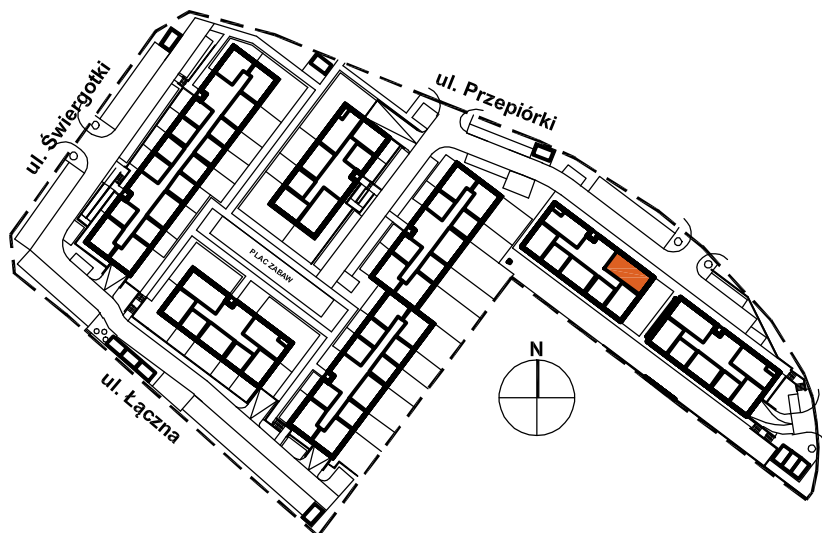 ul. Świergotki
ul. Przepiórki
PLAC ZABAW
N
ul. Łączna